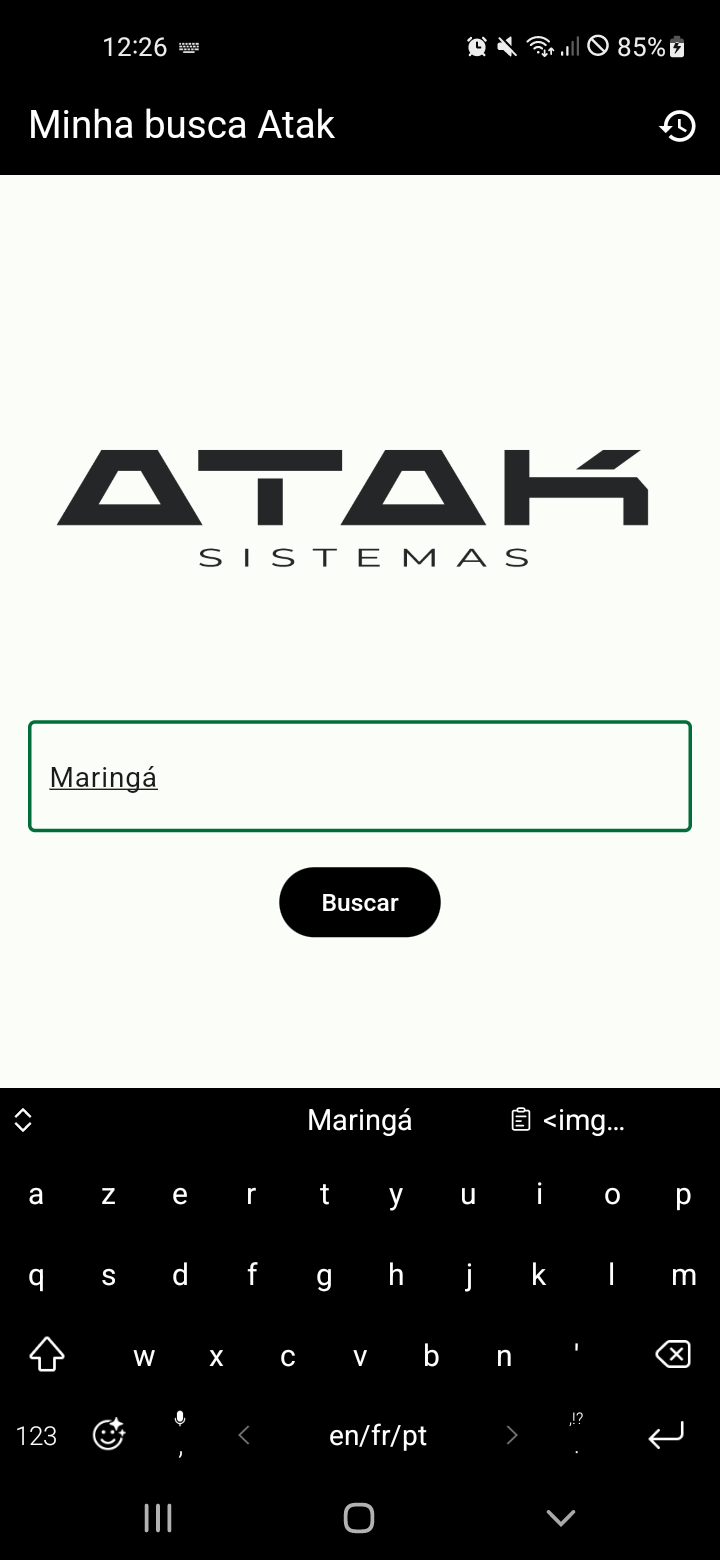 12:26
85%
Minha busca Atak
ATAK
SISTEMAS
Maringá
Buscar
Maringá <img...
a z e r t y u i o p
q s d f g h j k l m
w x c v b n '
123 , en/fr/pt ,!? .